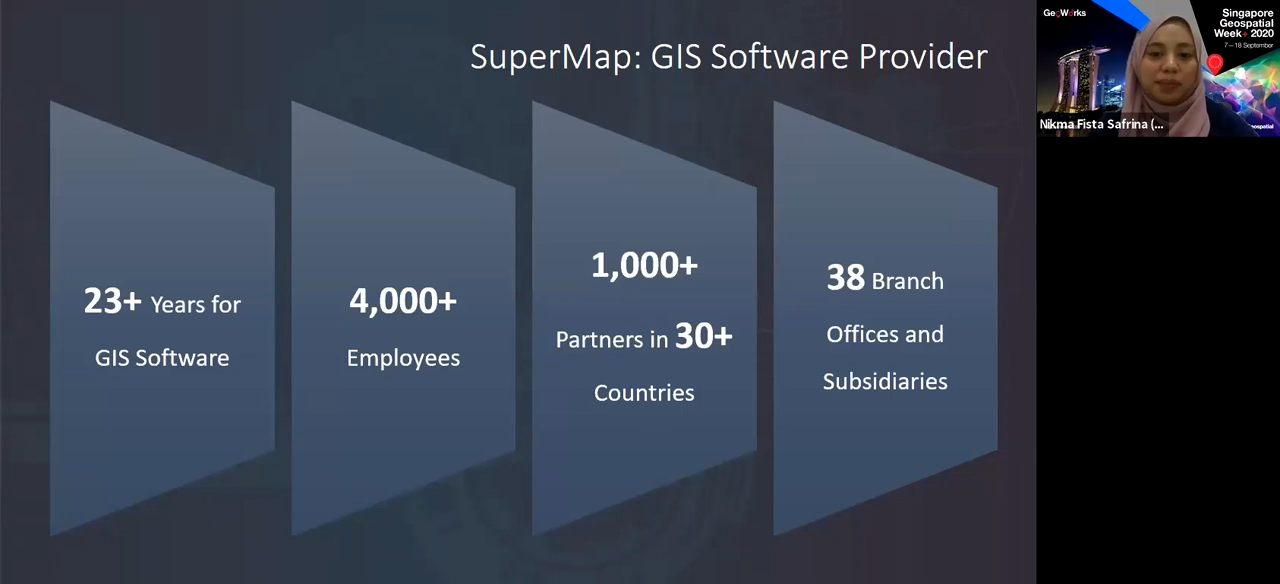 SuperMap: GIS Software Provider
23+ Years for
GIS Software
4,000+
Employees
1,000+
Partners in 30+
Countries
38 Branch
Offices and
Subsidiaries
GeoWorks
Singapore
Geospatial
Week+ 2020
7 — 18 September
Nikma Fista Safrina (...